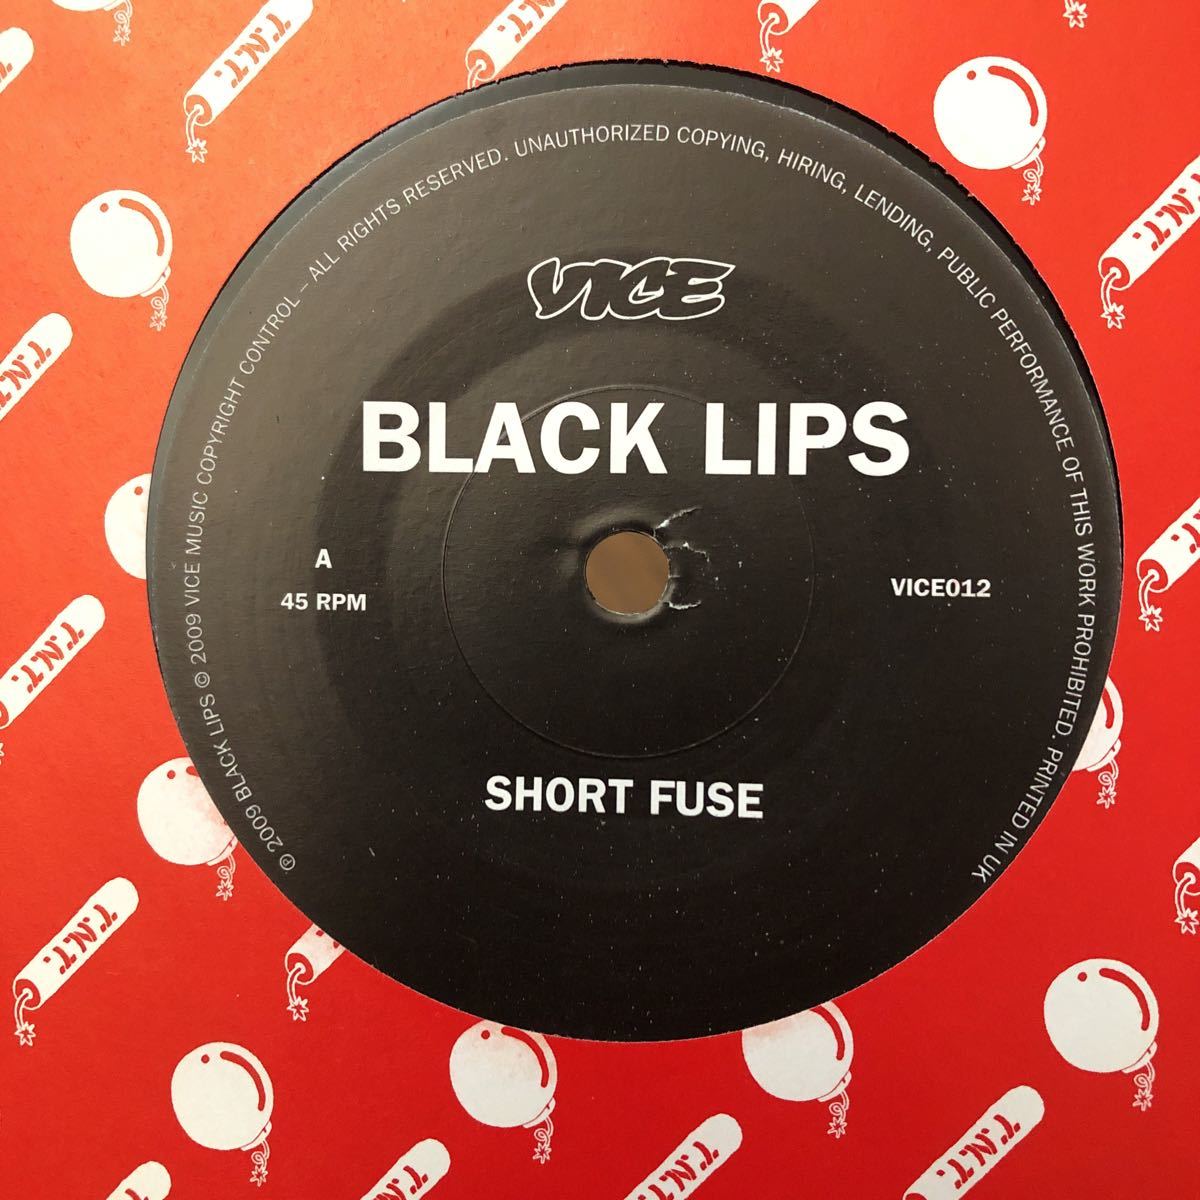 VICE
BLACK LIPS
A
45 RPM
VICE012
SHORT FUSE
℗ 2009 BLACK LIPS © 2009 VICE MUSIC COPYRIGHT CONTROL – ALL RIGHTS RESERVED. UNAUTHORIZED COPYING, HIRING, LENDING, PUBLIC PERFORMANCE OF THIS WORK PROHIBITED. PRINTED IN UK
T.N.T.
T.N.T.
T.N.T.
T.N.T.
T.N.T.
T.N.T.
T.N.T.
T.N.T.
T.N.T.
T.N.T.